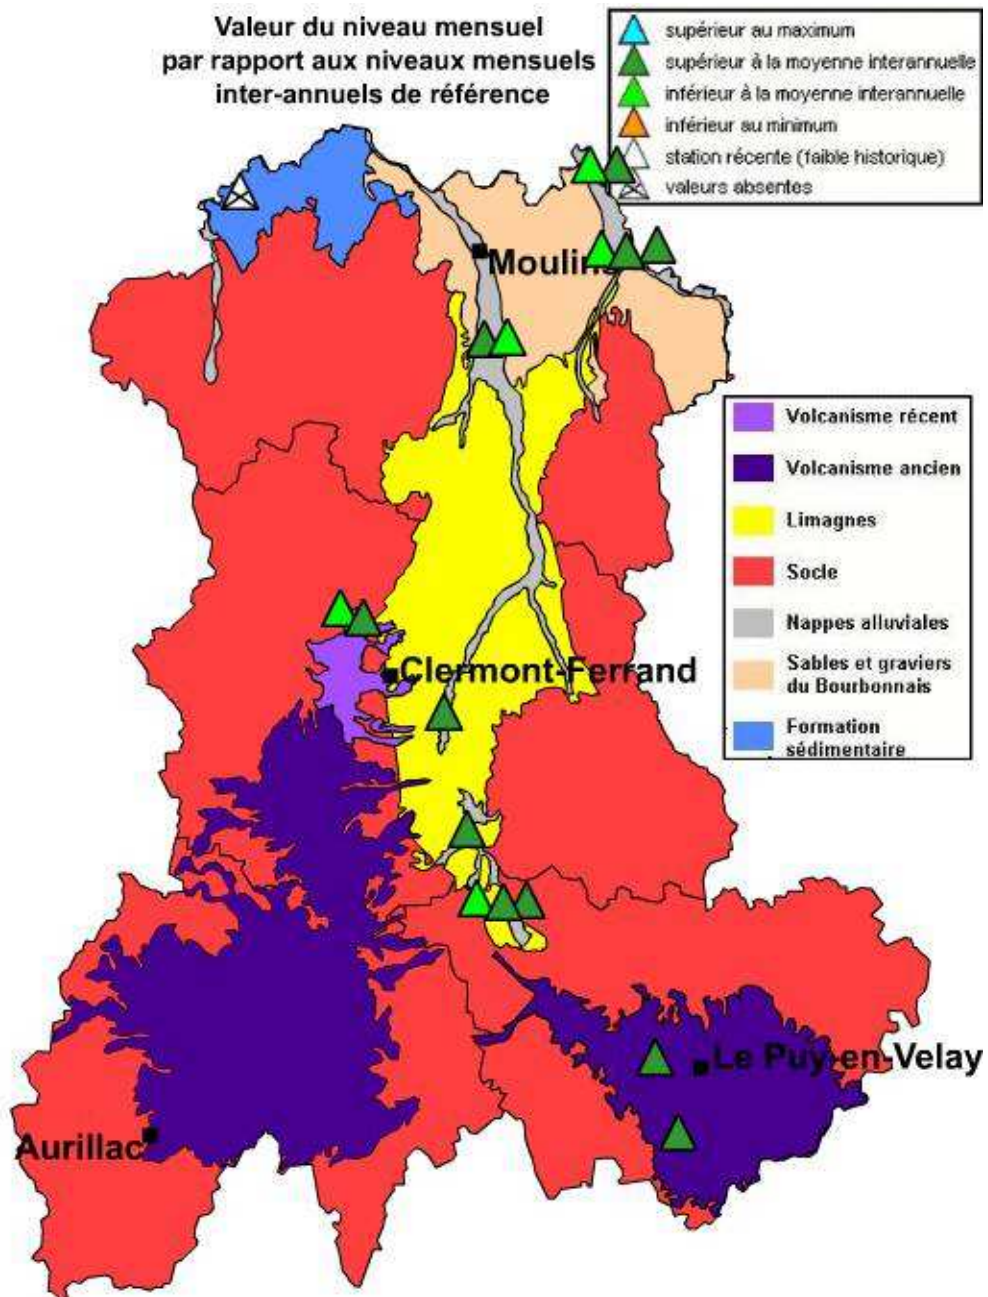 Valeur du niveau mensuel
par rapport aux niveaux mensuels
inter-annuels de référence
supérieur au maximum
supérieur à la moyenne interannuelle
inférieur à la moyenne interannuelle
inférieur au minimum
station récente (faible historique)
valeurs absentes
Moulins
Volcanisme récent
Volcanisme ancien
Limagnes
Socle
Nappes alluviales
Sables et graviers
du Bourbonnais
Formation
sédimentaire
Clermont-Ferrand
Le Puy-en-Velay
Aurillac